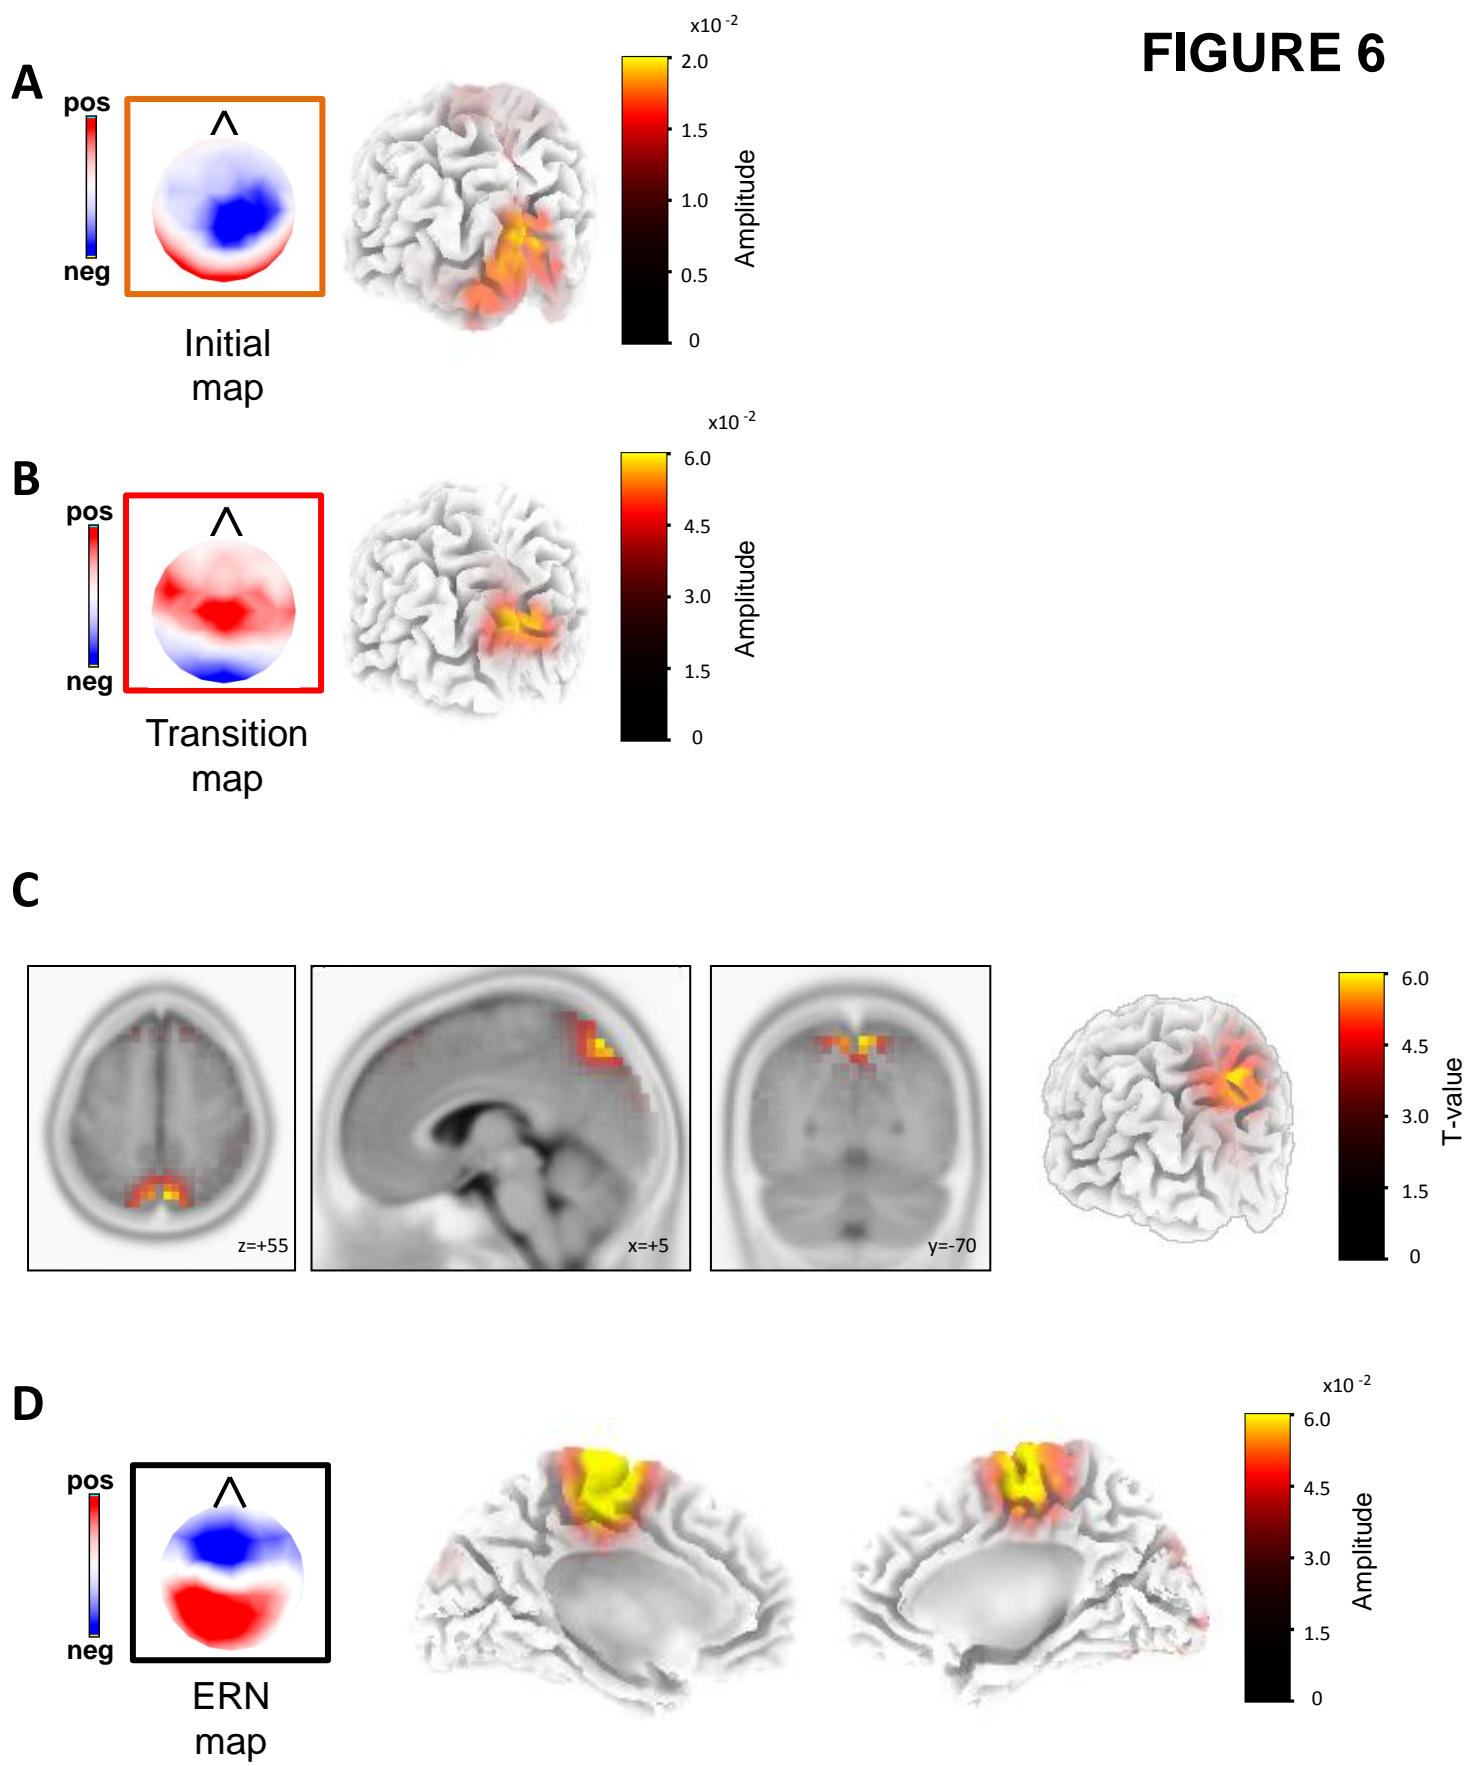 FIGURE 6
A
pos
neg
Initial
map
x10 -2
2.0
1.5
1.0
0.5
0
Amplitude
B
pos
neg
Transition
map
x10 -2
6.0
4.5
3.0
1.5
0
Amplitude
C
z=+55
x=+5
y=-70
6.0
4.5
3.0
1.5
0
T-value
D
pos
neg
ERN
map
x10 -2
6.0
4.5
3.0
1.5
0
Amplitude